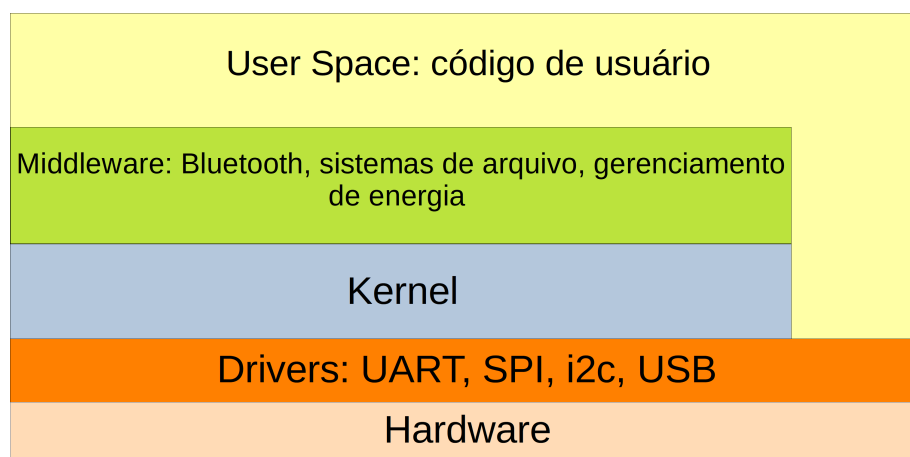 User Space: código de usuário
Middleware: Bluetooth, sistemas de arquivo, gerenciamento
de energia
Kernel
Drivers: UART, SPI, i2c, USB
Hardware